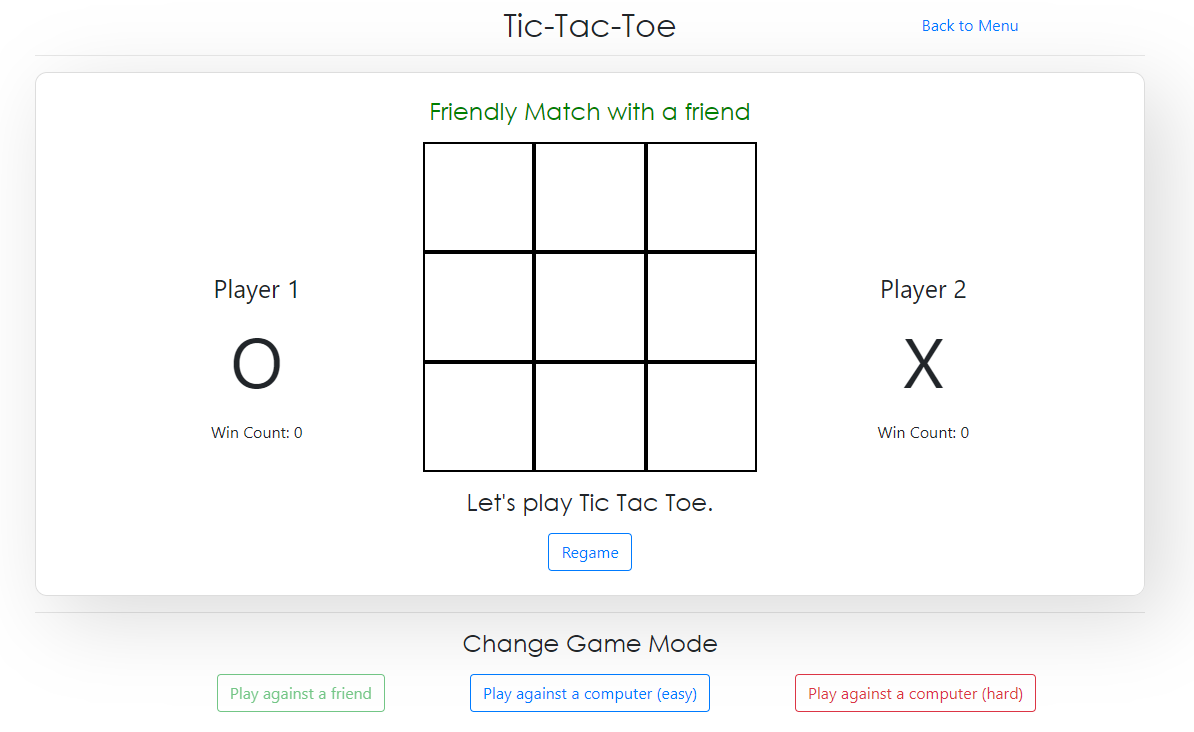 Tic-Tac-Toe
Back to Menu
Friendly Match with a friend
Player 1
O
Win Count: 0
Player 2
X
Win Count: 0
Let's play Tic Tac Toe.
Regame
Change Game Mode
Play against a friend
Play against a computer (easy)
Play against a computer (hard)